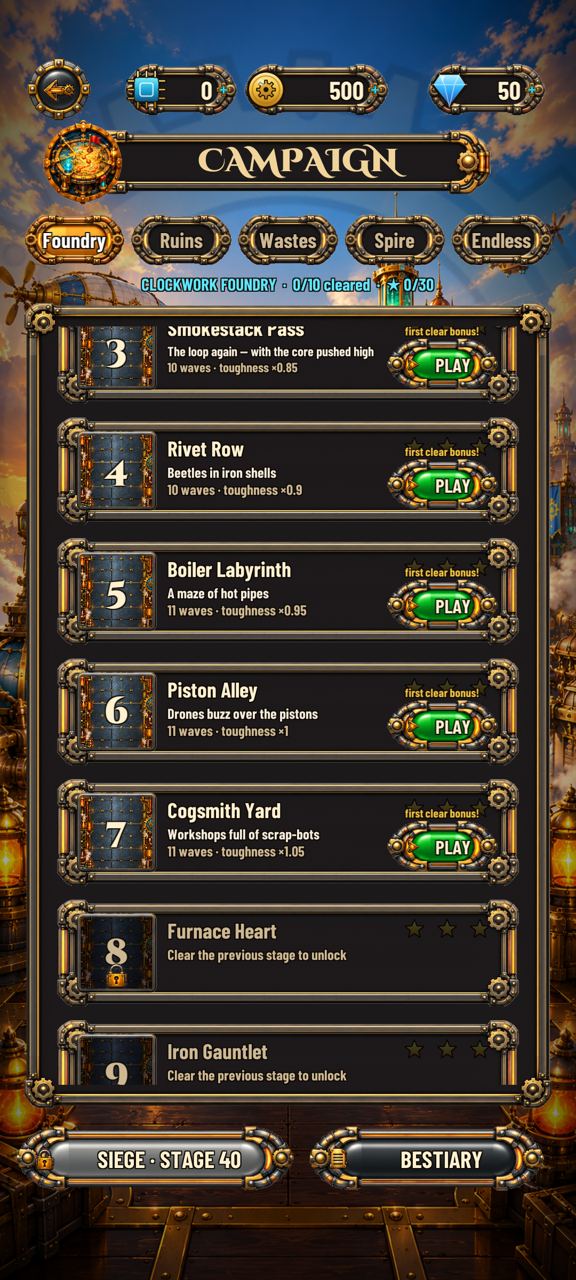 0
500
50
CAMPAIGN
Foundry
Ruins
Wastes
Spire
Endless
CLOCKWORK FOUNDRY · 0/10 cleared · ★ 0/30
3
Smokestack Pass
The loop again — with the core pushed high
10 waves · toughness ×0.85
first clear bonus!
PLAY
4
Rivet Row
Beetles in iron shells
10 waves · toughness ×0.9
first clear bonus!
PLAY
5
Boiler Labyrinth
A maze of hot pipes
11 waves · toughness ×0.95
first clear bonus!
PLAY
6
Piston Alley
Drones buzz over the pistons
11 waves · toughness ×1
first clear bonus!
PLAY
7
Cogsmith Yard
Workshops full of scrap-bots
11 waves · toughness ×1.05
first clear bonus!
PLAY
8
Furnace Heart
Clear the previous stage to unlock
9
Iron Gauntlet
Clear the previous stage to unlock
SIEGE · STAGE 40
BESTIARY